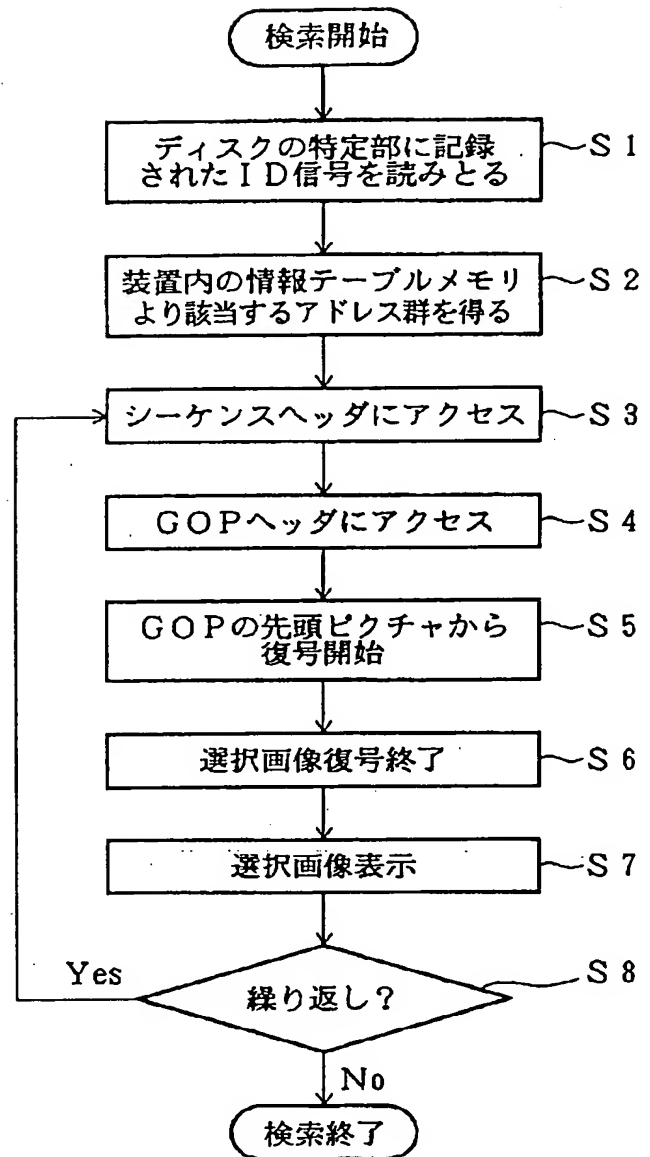 検索開始
ディスクの特定部に記録
されたＩＤ信号を読みとる
Ｓ１
装置内の情報テーブルメモリ
より該当するアドレス群を得る
Ｓ２
シーケンスヘッダにアクセス
Ｓ３
ＧＯＰヘッダにアクセス
Ｓ４
ＧＯＰの先頭ピクチャから
復号開始
Ｓ５
選択画像復号終了
Ｓ６
選択画像表示
Ｓ７
Yes
繰り返し？
Ｓ８
No
検索終了